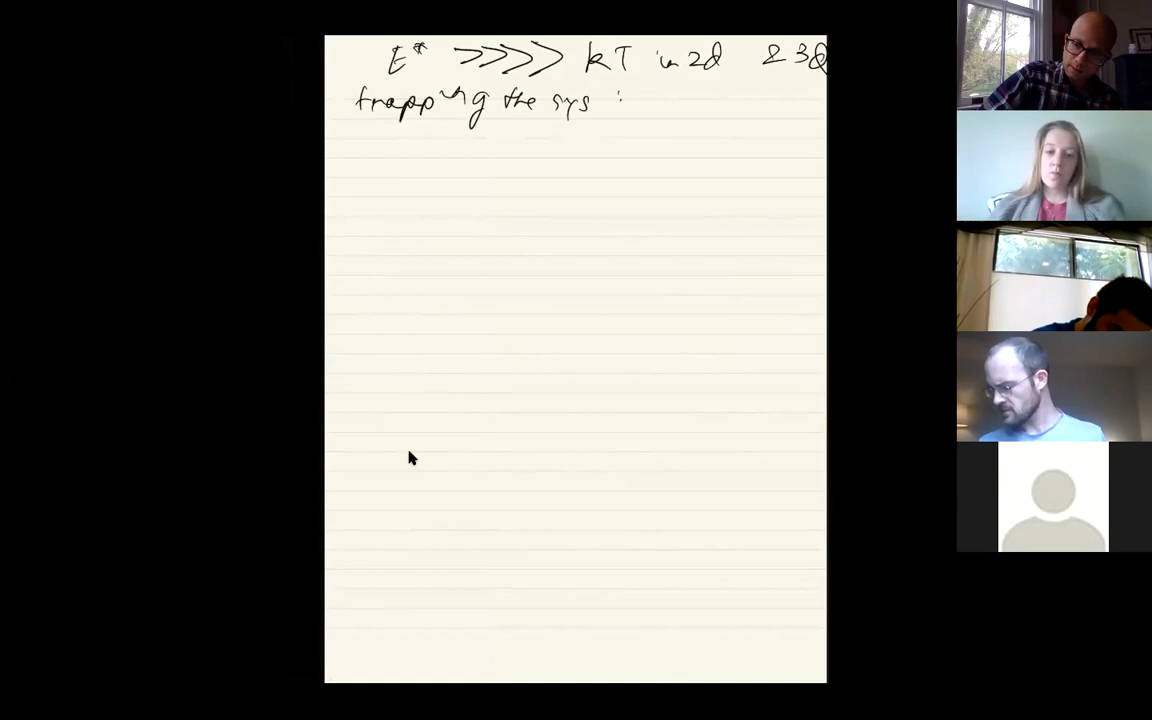 E* >>>> kT in 2d & 3d
trapping the sys :